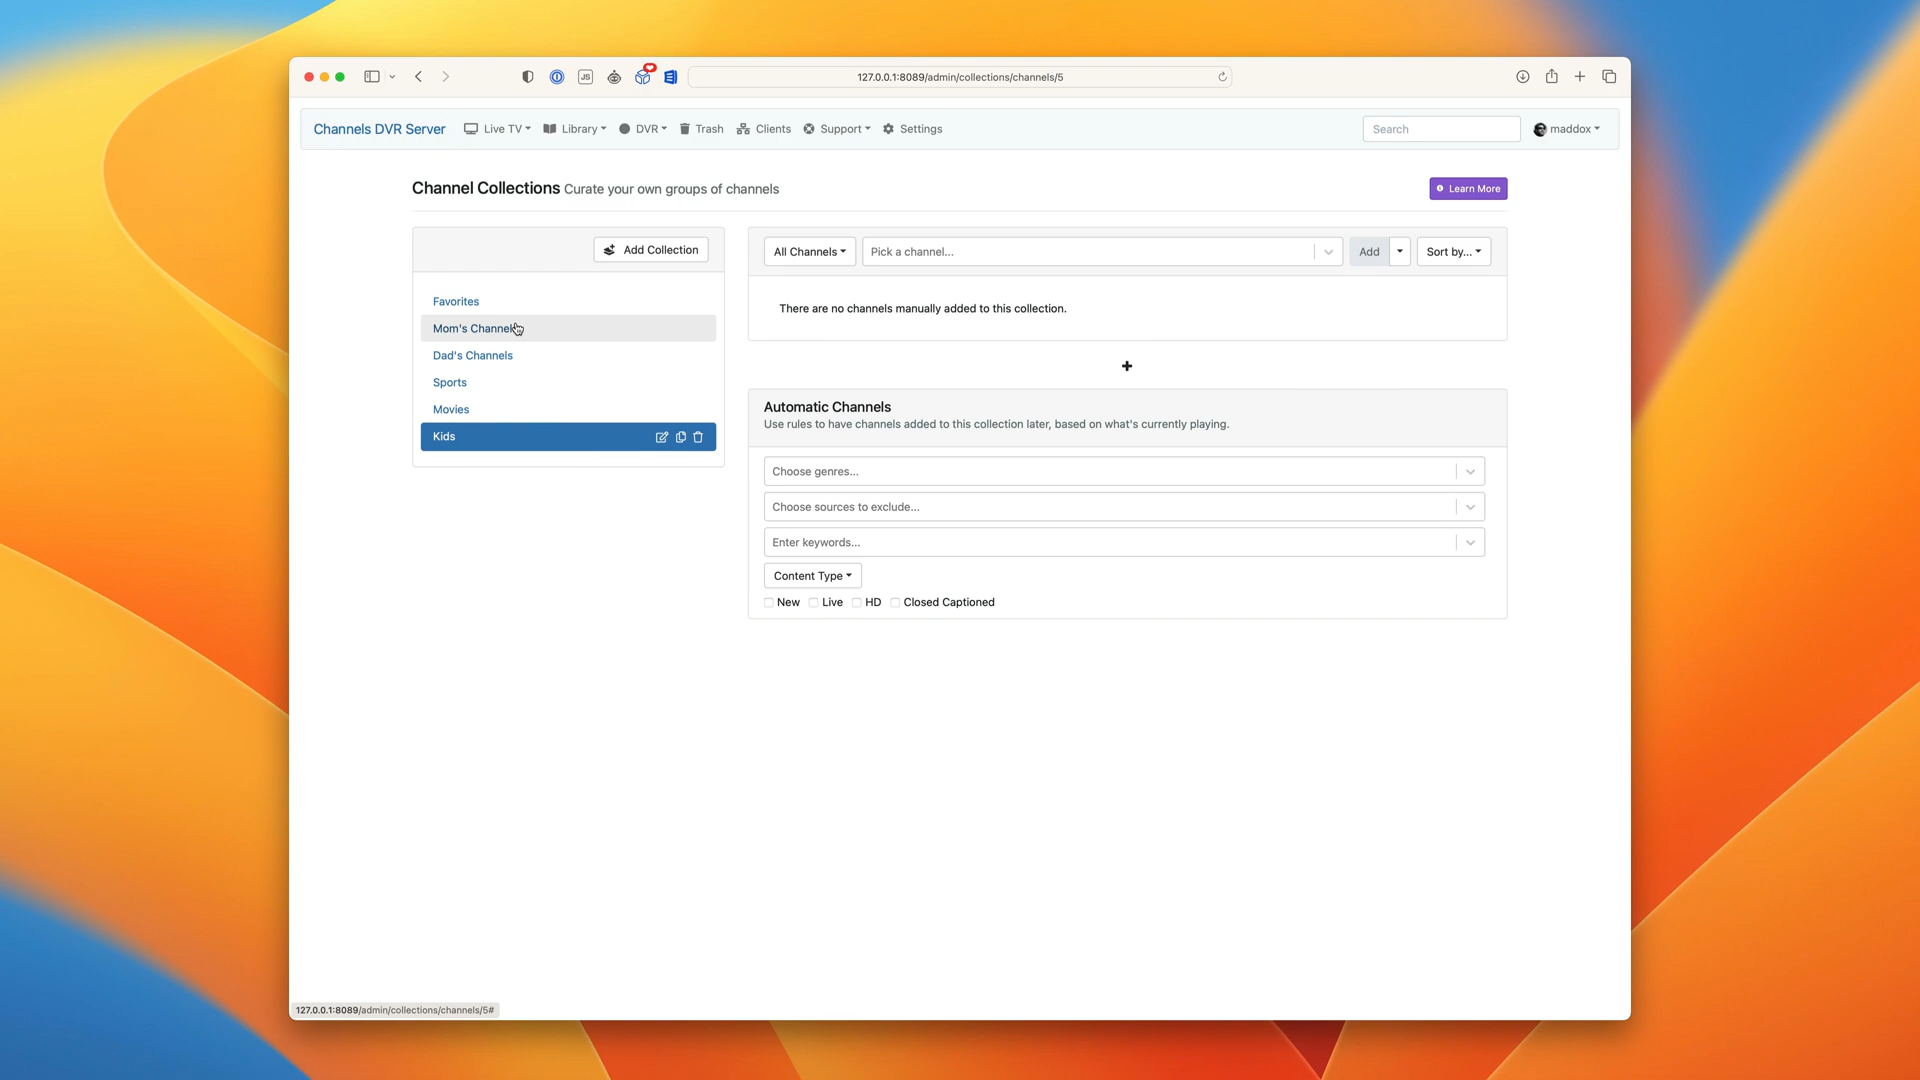 127.0.0.1:8089/admin/collections/channels/5
Channels DVR Server Live TV Library DVR Trash Clients Support Settings Search maddox
Channel Collections Curate your own groups of channels Learn More
Add Collection
Favorites
Mom's Channels
Dad's Channels
Sports
Movies
Kids
All Channels Pick a channel... Add Sort by...
There are no channels manually added to this collection.
Automatic Channels
Use rules to have channels added to this collection later, based on what's currently playing.
Choose genres...
Choose sources to exclude...
Enter keywords...
Content Type
New Live HD Closed Captioned
127.0.0.1:8089/admin/collections/channels/5#